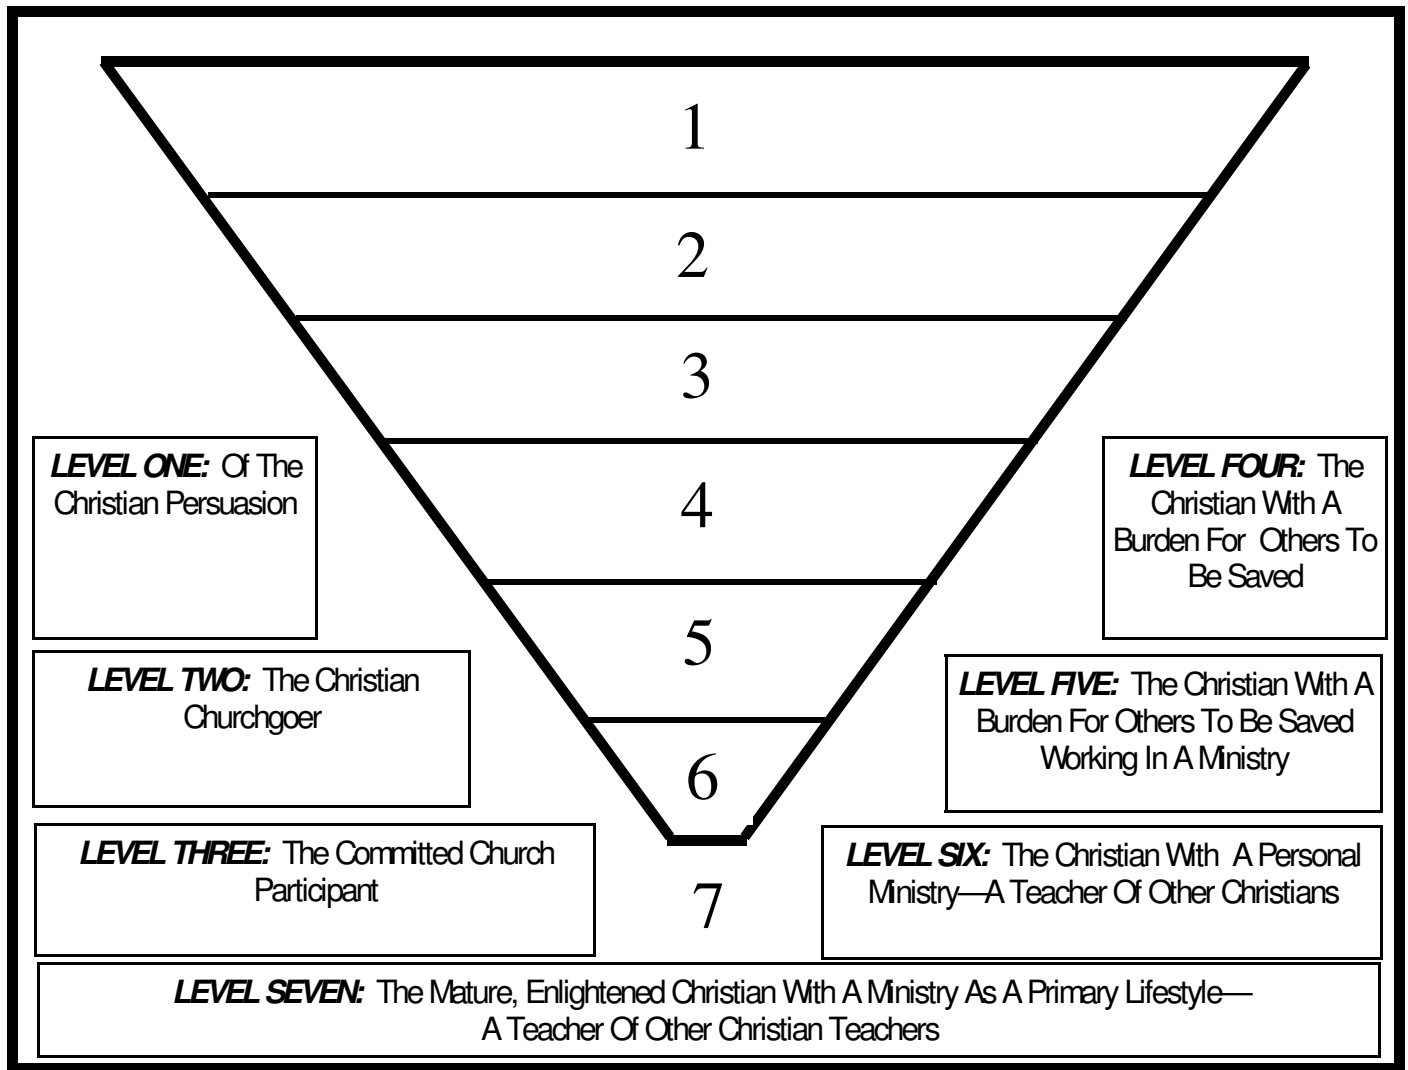 1
2
3
4
5
6
7
LEVEL ONE: Of The
Christian Persuasion
LEVEL TWO: The Christian
Churchgoer
LEVEL THREE: The Committed Church
Participant
LEVEL FOUR: The
Christian With A
Burden For Others To
Be Saved
LEVEL FIVE: The Christian With A
Burden For Others To Be Saved
Working In A Ministry
LEVEL SIX: The Christian With A Personal
Ministry—A Teacher Of Other Christians
LEVEL SEVEN: The Mature, Enlightened Christian With A Ministry As A Primary Lifestyle—
A Teacher Of Other Christian Teachers